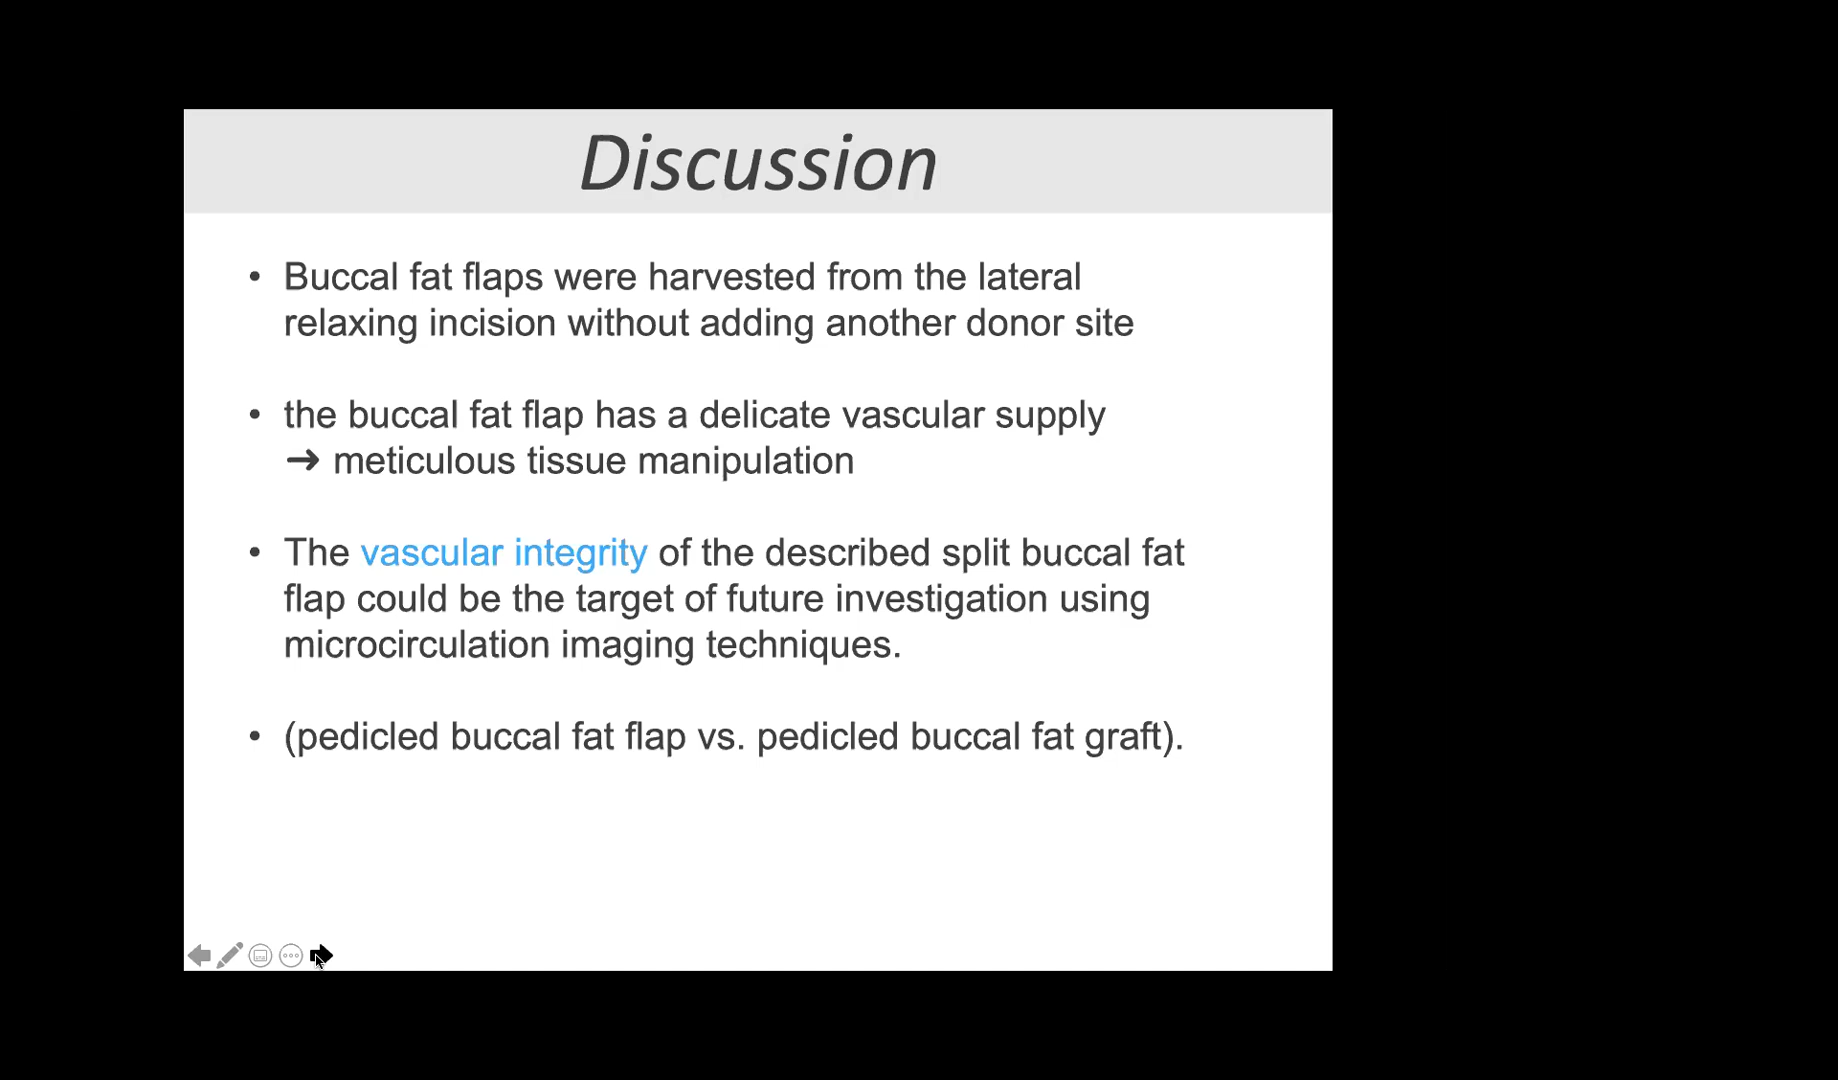 Discussion
• Buccal fat flaps were harvested from the lateral
relaxing incision without adding another donor site
• the buccal fat flap has a delicate vascular supply
→ meticulous tissue manipulation
• The vascular integrity of the described split buccal fat
flap could be the target of future investigation using
microcirculation imaging techniques.
• (pedicled buccal fat flap vs. pedicled buccal fat graft).